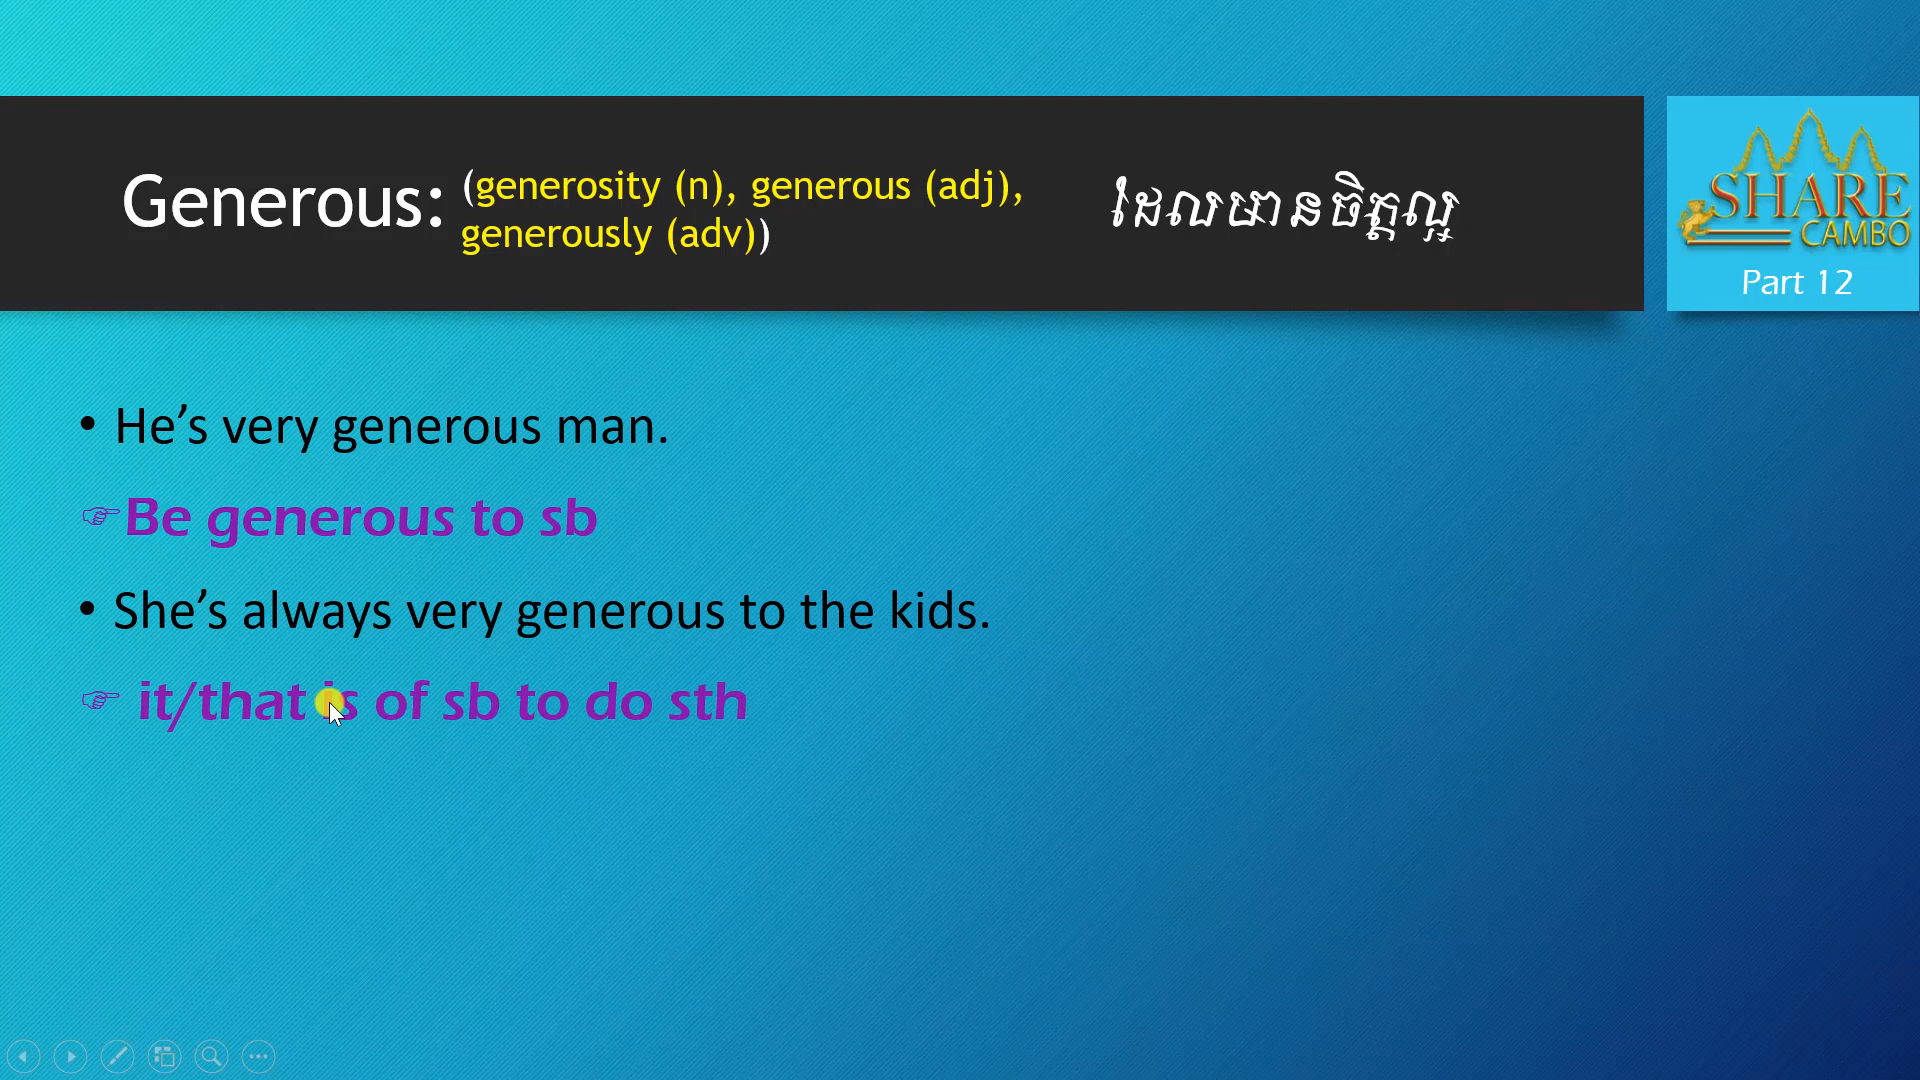 Generous: (generosity (n), generous (adj),
generously (adv))
ដែលមានចិត្តល្អ
SHARE
CAMBO
Part 12
• He’s very generous man.
☞Be generous to sb
• She’s always very generous to the kids.
☞ it/that is of sb to do sth